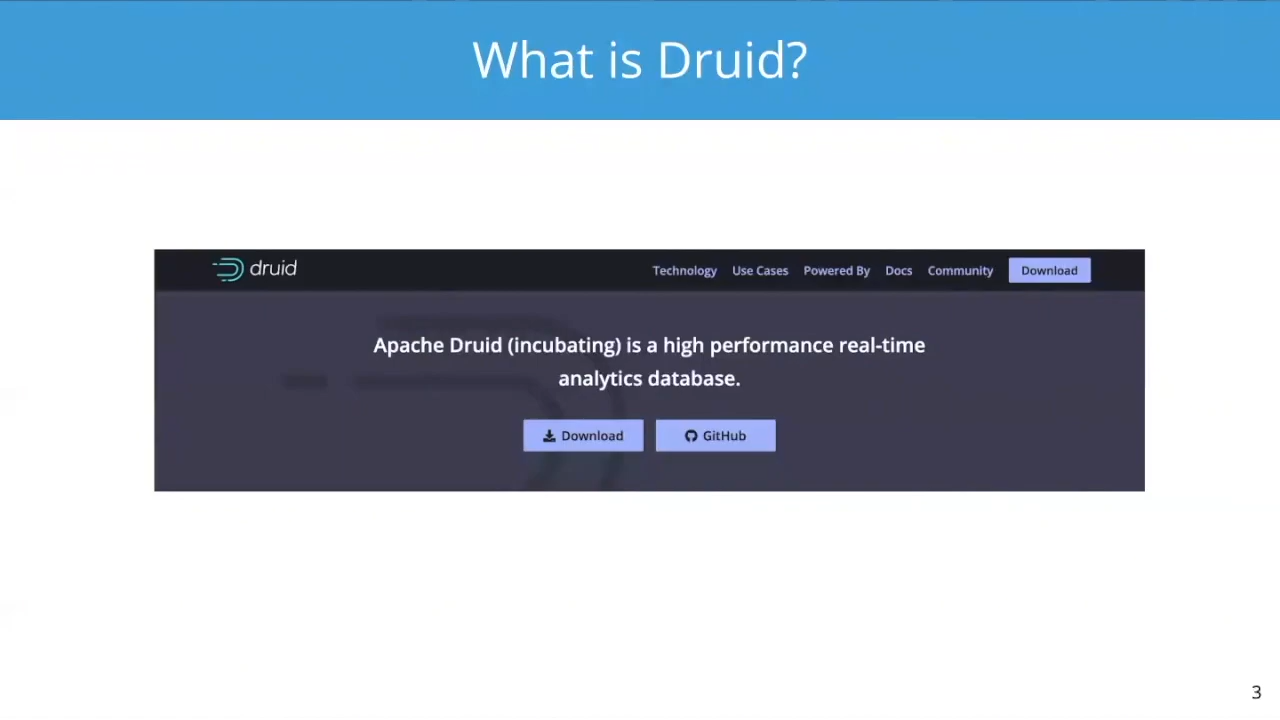 What is Druid?
druid
Technology Use Cases Powered By Docs Community Download
Apache Druid (incubating) is a high performance real-time
analytics database.
Download GitHub
3